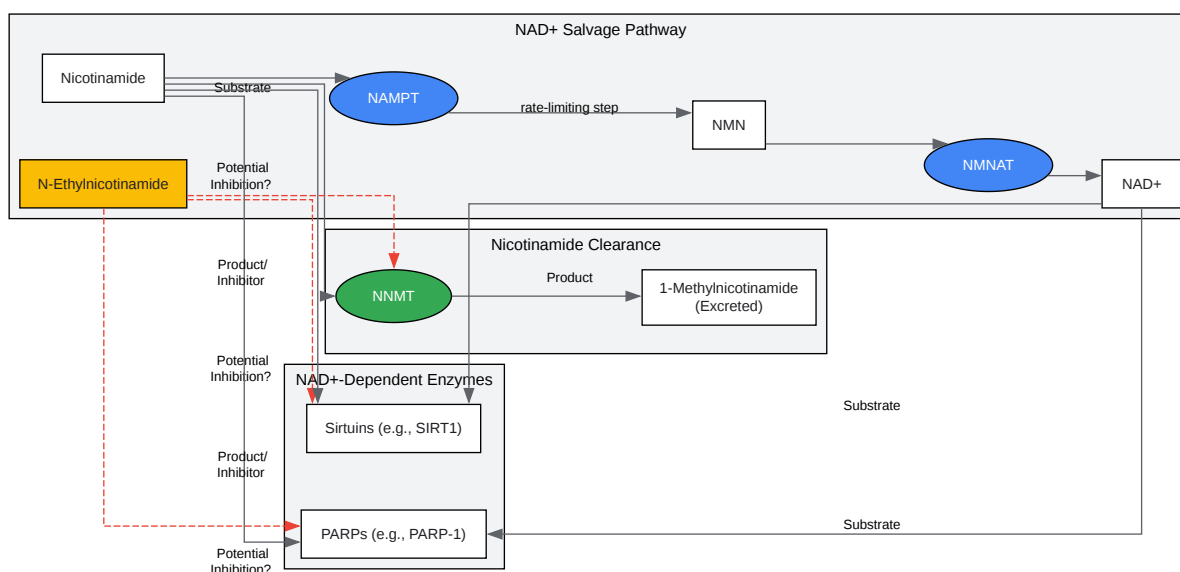 NAD+ Salvage Pathway
Nicotinamide
Substrate
NAMPT
rate-limiting step
NMN
NMNAT
NAD+
N-Ethylnicotinamide
Potential
Inhibition?
Nicotinamide Clearance
Product/
Inhibitor
NNMT
Product
1-Methylnicotinamide
(Excreted)
Potential
Inhibition?
NAD+-Dependent Enzymes
Substrate
Sirtuins (e.g., SIRT1)
Product/
Inhibitor
PARPs (e.g., PARP-1)
Substrate
Potential
Inhibition?